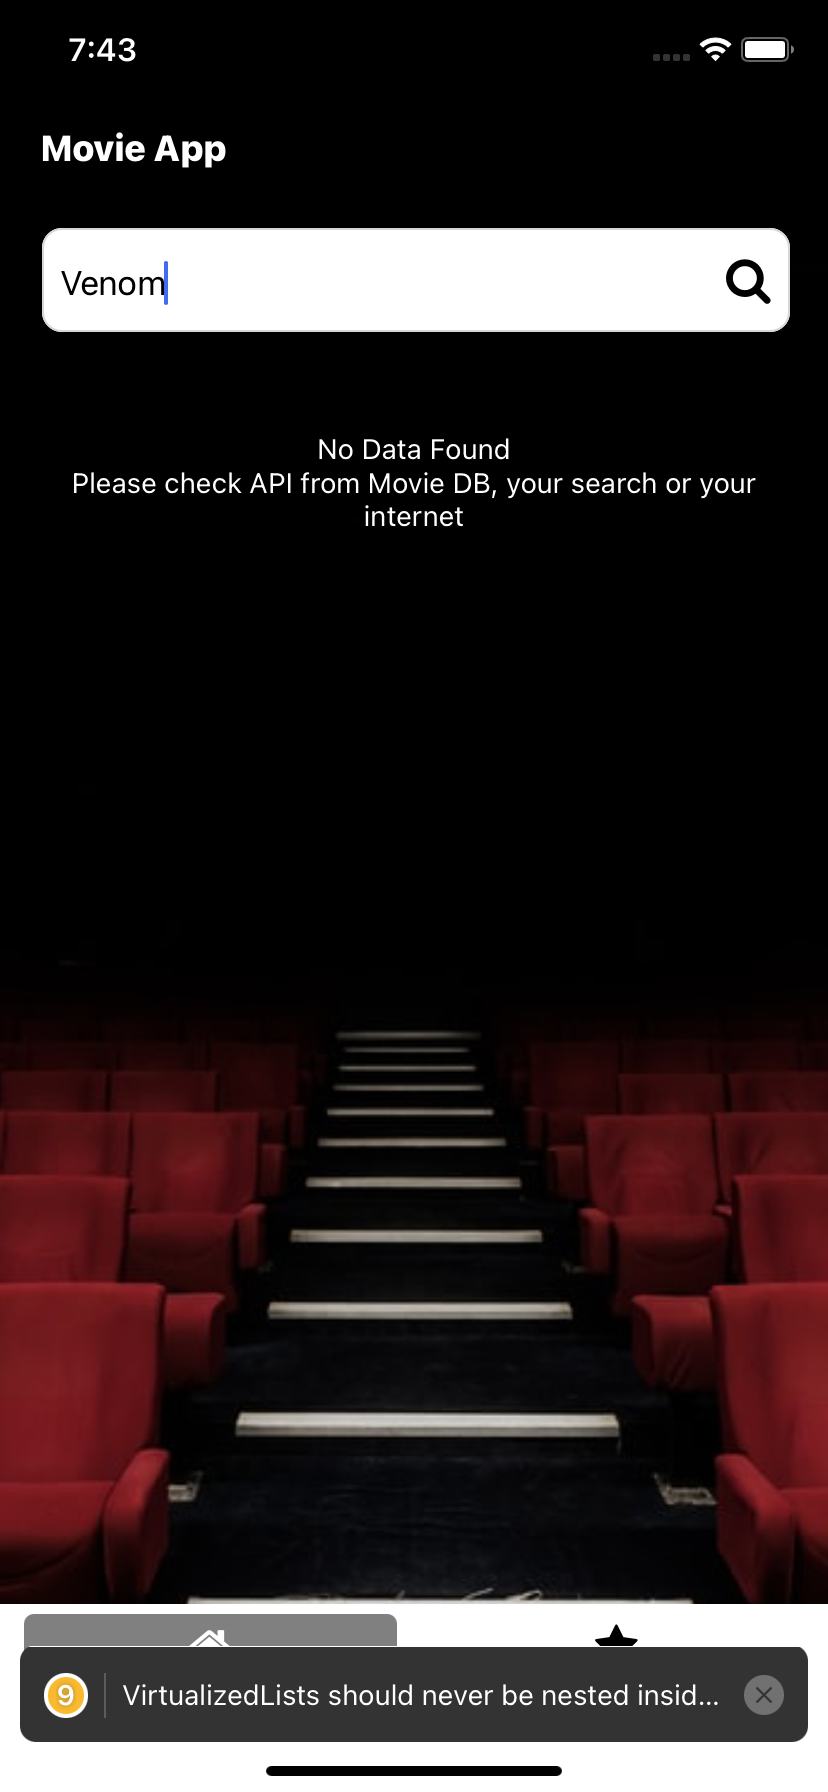 7:43
Movie App
Venom
No Data Found
Please check API from Movie DB, your search or your
internet
9
VirtualizedLists should never be nested insid...